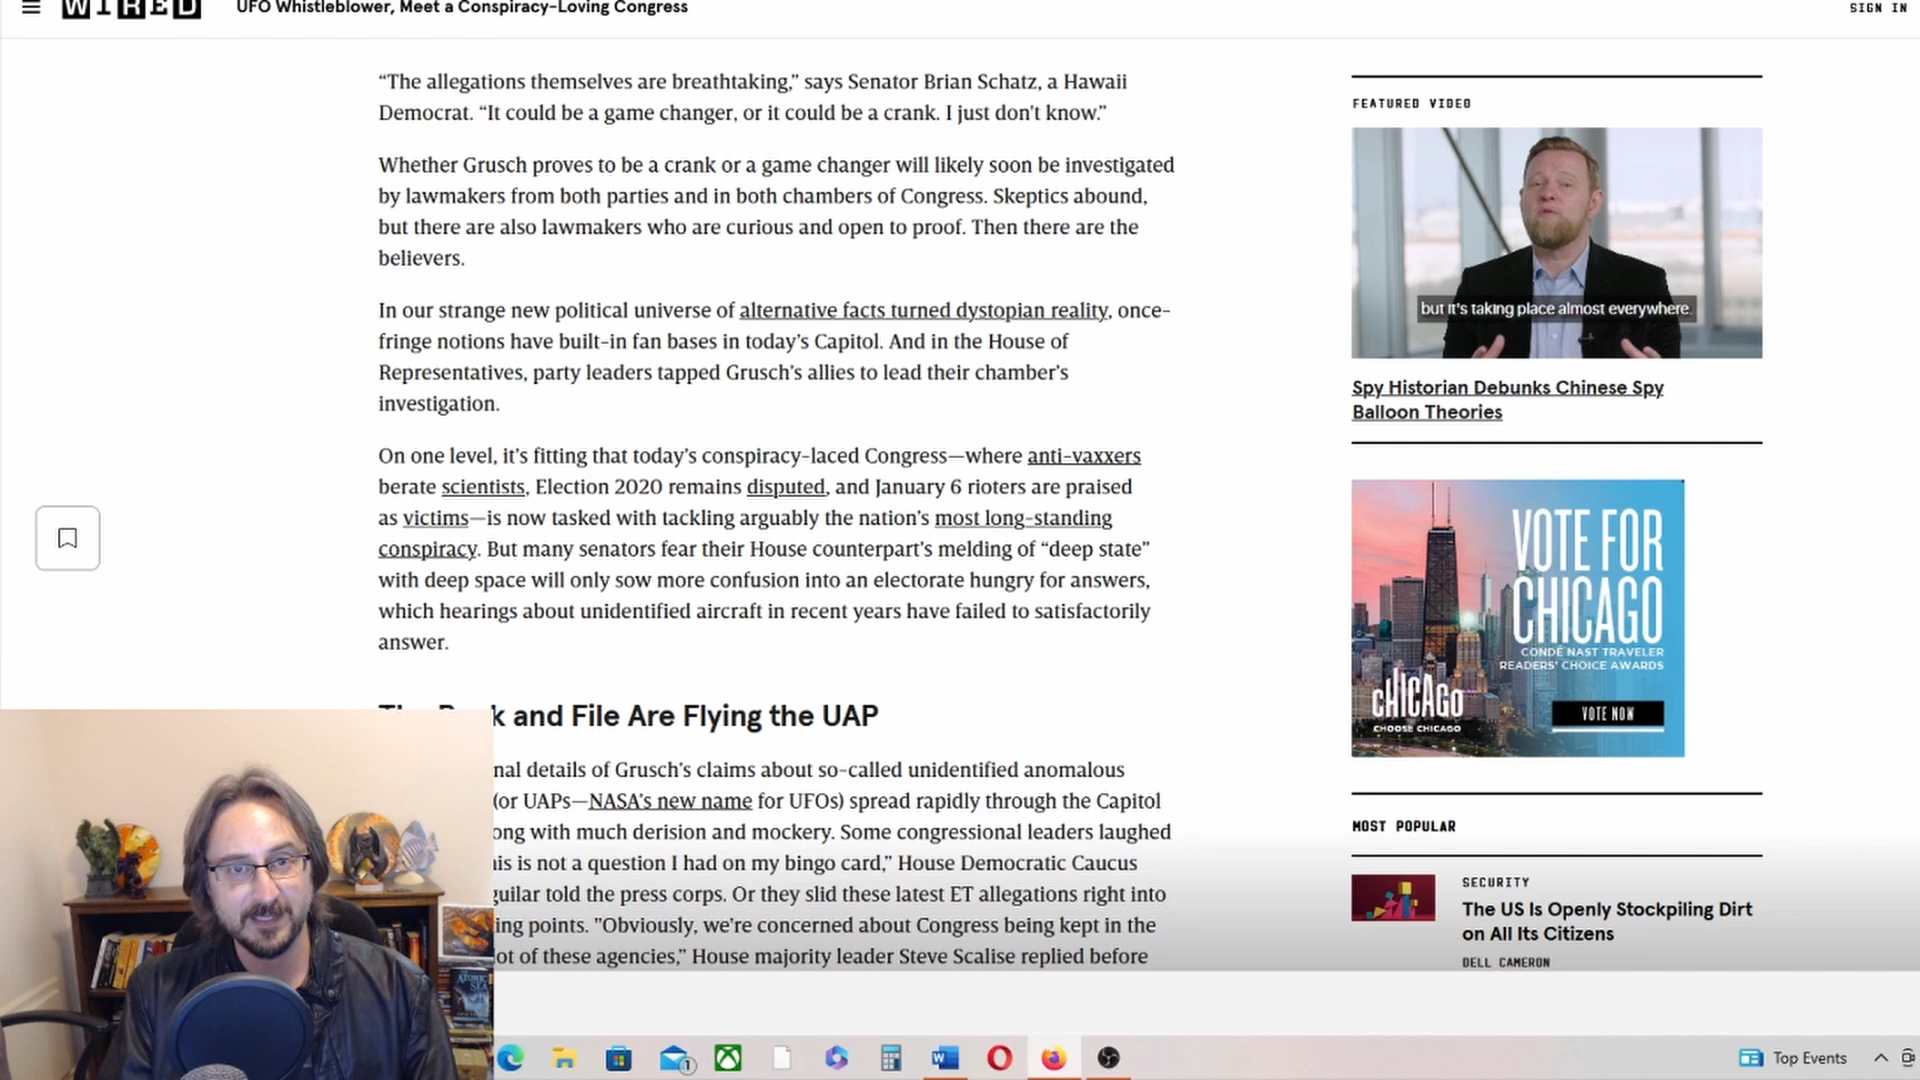 WIRED
UFO Whistleblower, Meet a Conspiracy-Loving Congress
SIGN IN
“The allegations themselves are breathtaking,” says Senator Brian Schatz, a Hawaii
Democrat. “It could be a game changer, or it could be a crank. I just don't know.”
Whether Grusch proves to be a crank or a game changer will likely soon be investigated
by lawmakers from both parties and in both chambers of Congress. Skeptics abound,
but there are also lawmakers who are curious and open to proof. Then there are the
believers.
In our strange new political universe of alternative facts turned dystopian reality, once-
fringe notions have built-in fan bases in today’s Capitol. And in the House of
Representatives, party leaders tapped Grusch’s allies to lead their chamber’s
investigation.
On one level, it’s fitting that today’s conspiracy-laced Congress—where anti-vaxxers
berate scientists, Election 2020 remains disputed, and January 6 rioters are praised
as victims—is now tasked with tackling arguably the nation’s most long-standing
conspiracy. But many senators fear their House counterpart’s melding of “deep state”
with deep space will only sow more confusion into an electorate hungry for answers,
which hearings about unidentified aircraft in recent years have failed to satisfactorily
answer.
k and File Are Flying the UAP
nal details of Grusch’s claims about so-called unidentified anomalous
(or UAPs—NASA’s new name for UFOs) spread rapidly through the Capitol
ong with much derision and mockery. Some congressional leaders laughed
is is not a question I had on my bingo card,” House Democratic Caucus
guilar told the press corps. Or they slid these latest ET allegations right into
ing points. "Obviously, we’re concerned about Congress being kept in the
lot of these agencies,” House majority leader Steve Scalise replied before
FEATURED VIDEO
but it's taking place almost everywhere.
Spy Historian Debunks Chinese Spy
Balloon Theories
VOTE FOR
CHICAGO
CONDÉ NAST TRAVELER
READERS' CHOICE AWARDS
CHICAGO
CHOOSE CHICAGO
VOTE NOW
MOST POPULAR
SECURITY
The US Is Openly Stockpiling Dirt
on All Its Citizens
DELL CAMERON
1
Top Events